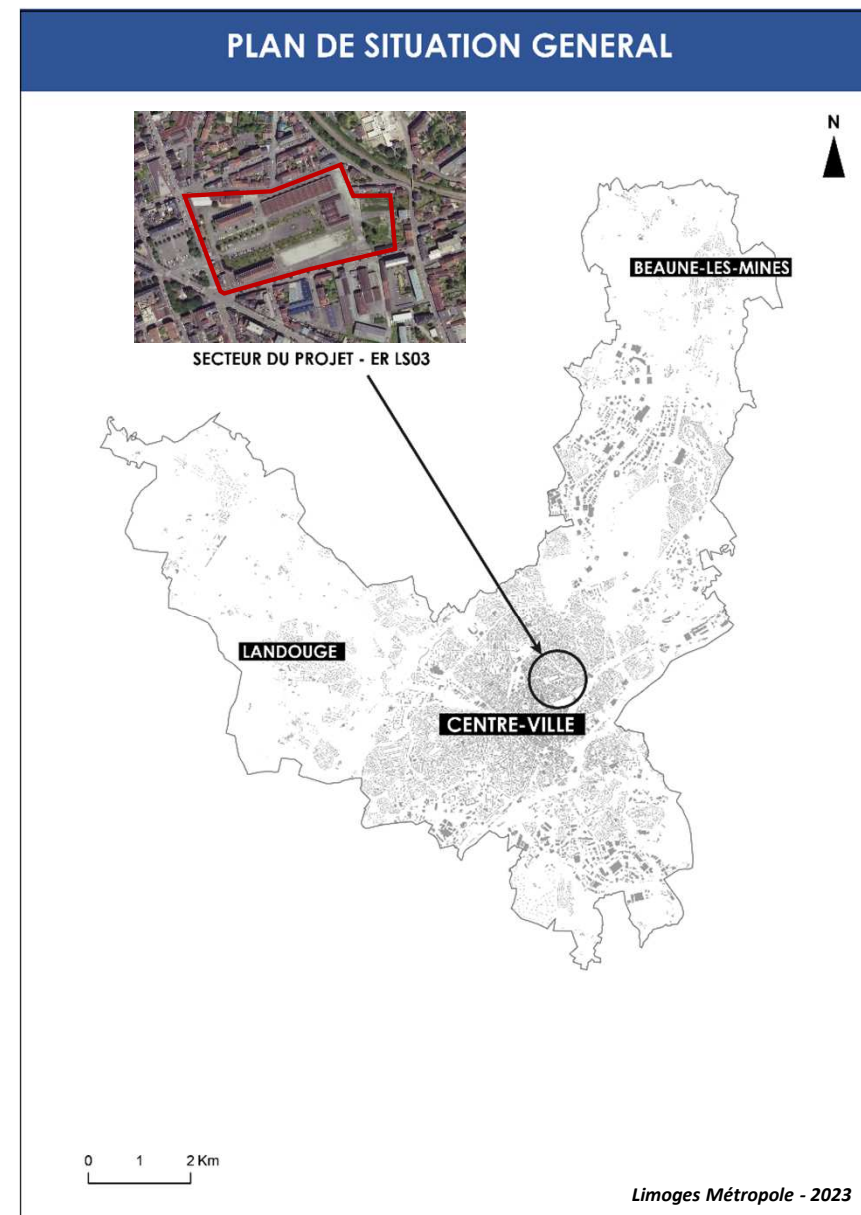 PLAN DE SITUATION GENERAL
N
BEAUNE-LES-MINES
SECTEUR DU PROJET - ER LS03
LANDOUGE
CENTRE-VILLE
0 1 2 Km
Limoges Métropole - 2023